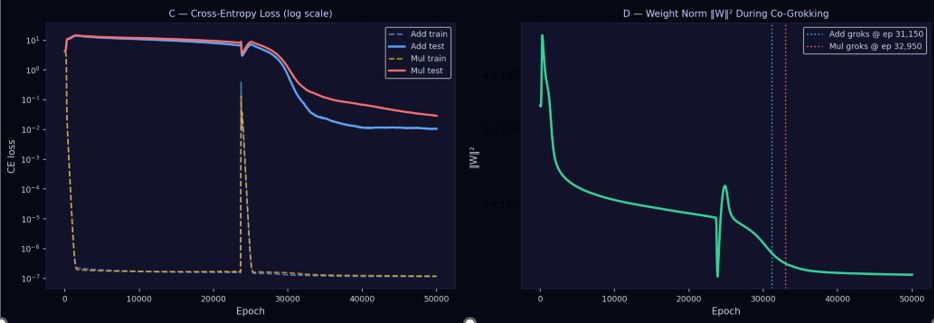 C — Cross-Entropy Loss (log scale)
CE loss
10¹
10⁰
10⁻¹
10⁻²
10⁻³
10⁻⁴
10⁻⁵
10⁻⁶
10⁻⁷
Add train
Add test
Mul train
Mul test
0 10000 20000 30000 40000 50000
Epoch
D — Weight Norm ‖W‖² During Co-Grokking
‖W‖²
Add groks @ ep 31,150
Mul groks @ ep 32,950
0 10000 20000 30000 40000 50000
Epoch